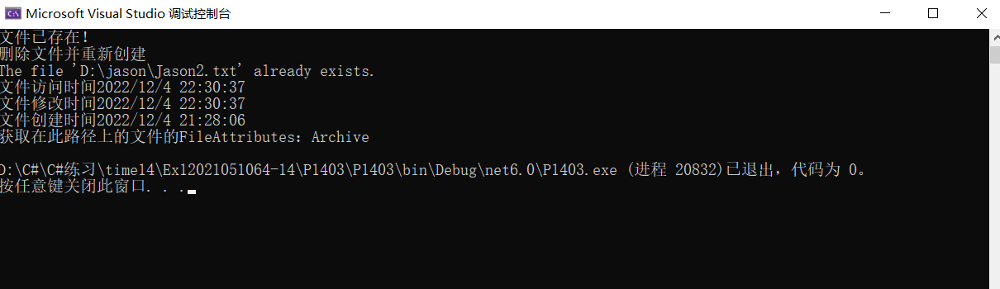 Microsoft Visual Studio 调试控制台
文件已存在!
删除文件并重新创建
The file 'D:\jason\Jason2.txt' already exists.
文件访问时间2022/12/4 22:30:37
文件修改时间2022/12/4 22:30:37
文件创建时间2022/12/4 21:28:06
获取在此路径上的文件的FileAttributes：Archive
D:\C#\C#练习\time14\Ex12021051064-14\P1403\P1403\bin\Debug\net6.0\P1403.exe (进程 20832)已退出，代码为 0。
按任意键关闭此窗口. . .